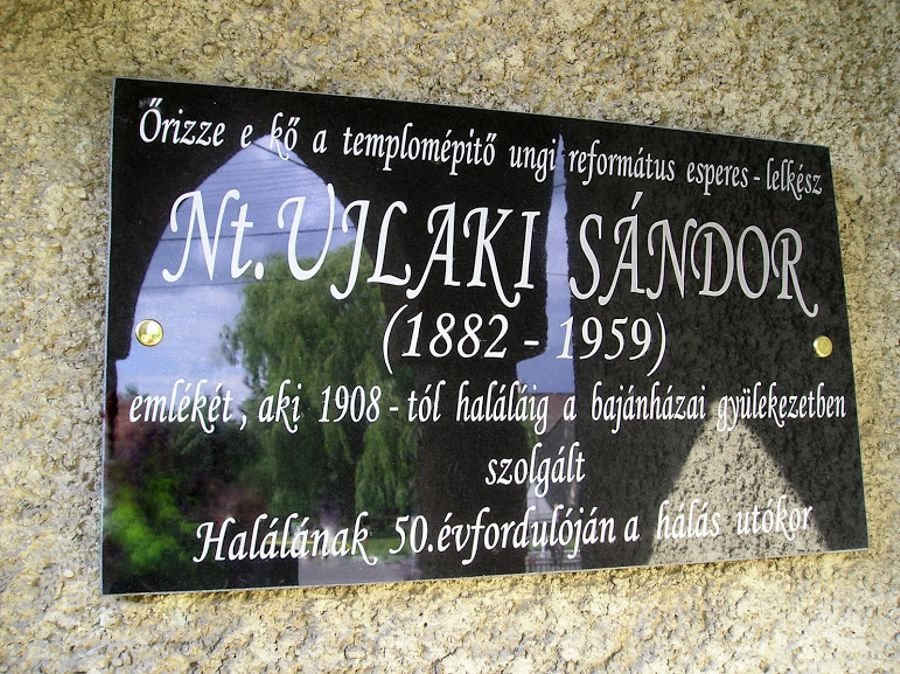 Őrizze e kő a templomépitő ungi református esperes - lelkész
Nt. UJLAKI SÁNDOR
(1882 - 1959)
emlékét, aki 1908 - tól haláláig a bajánházai gyülekezetben
szolgált
Halálának 50. évfordulóján a hálás utókor